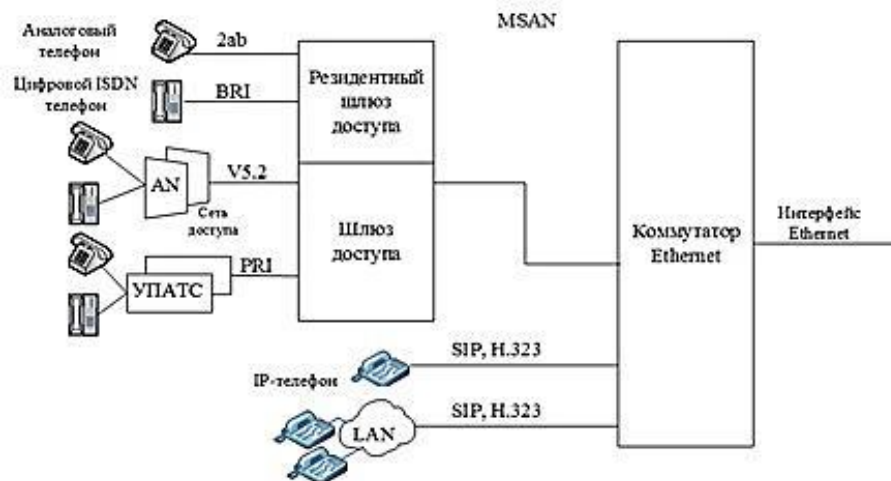 MSAN
Аналоговый
телефон
2ab
Цифровой ISDN
телефон
BRI
Резидентный
шлюз
доступа
AN
V5.2
Сеть
доступа
Шлюз
доступа
УПАТС
PRI
Коммутатор
Ethernet
Интерфейс
Ethernet
IP-телефон
SIP, H.323
LAN
SIP, H.323